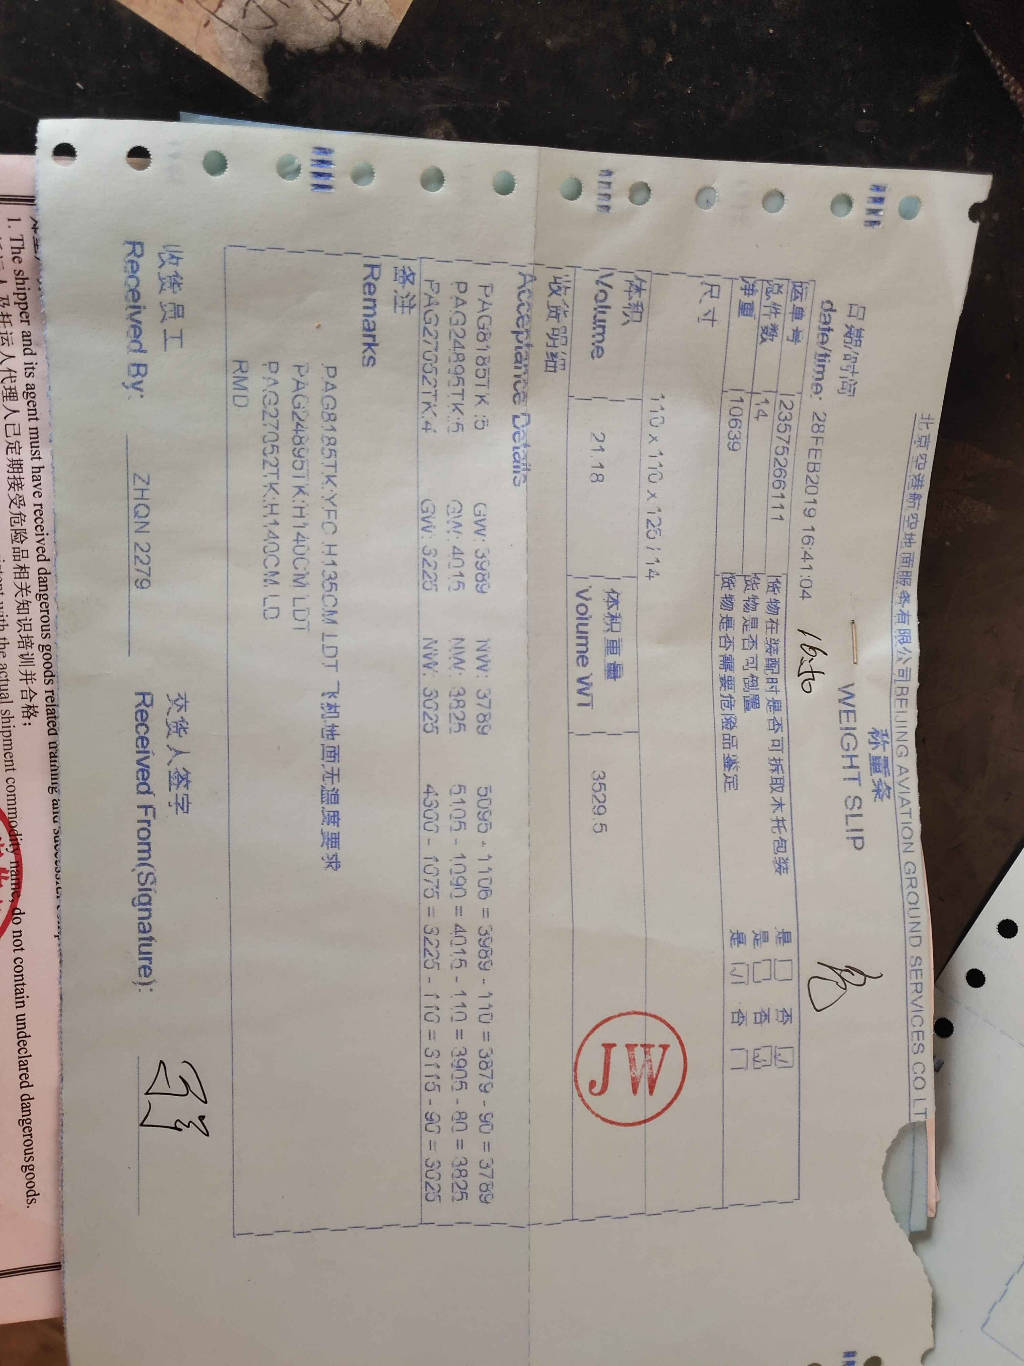 北京空港航空地面服务有限公司BEIJING AVIATION GROUND SERVICES CO LT
称重条
WEIGHT SLIP
日期/时间
date/time: 28FEB2019 16:41:04
运单号 23575266111 货物在装配时是否可拆取木托包装 是 否 √
总件数 14 货物是否可倒置 是 否 √
净重 10639 货物是否需要危险品鉴定 是 √ 否
尺寸
110 x 110 x 125 / 14
体积 体积重量
Volume 21.18 Volume WT 3529.5
JW
收货明细
Acceptance Details
PAG8185TK :5 GW: 3989 NW: 3789 5095 - 1106 = 3989 - 110 = 3879 - 90 = 3789
PAG24895TK:5 GW: 4015 NW: 3825 5105 - 1090 = 4015 - 110 = 3905 - 80 = 3825
PAG27052TK:4 GW: 3225 NW: 3025 4300 - 1075 = 3225 - 110 = 3115 - 90 = 3025
备注
Remarks
PAG8185TK:YFC H135CM LDT 飞机地面无温度要求
PAG24895TK:H140CM LDT
PAG27052TK:H140CM LD
RMD
收货员工 交货人签字
Received By: ZHQN 2279 Received From(Signature):
1. The shipper and its agent must have received dangerous goods related training and
托运人及托运人代理人已定期接受危险品相关知识培训并合格:
with the actual shipment commodity name, do not contain undeclared dangerous goods.